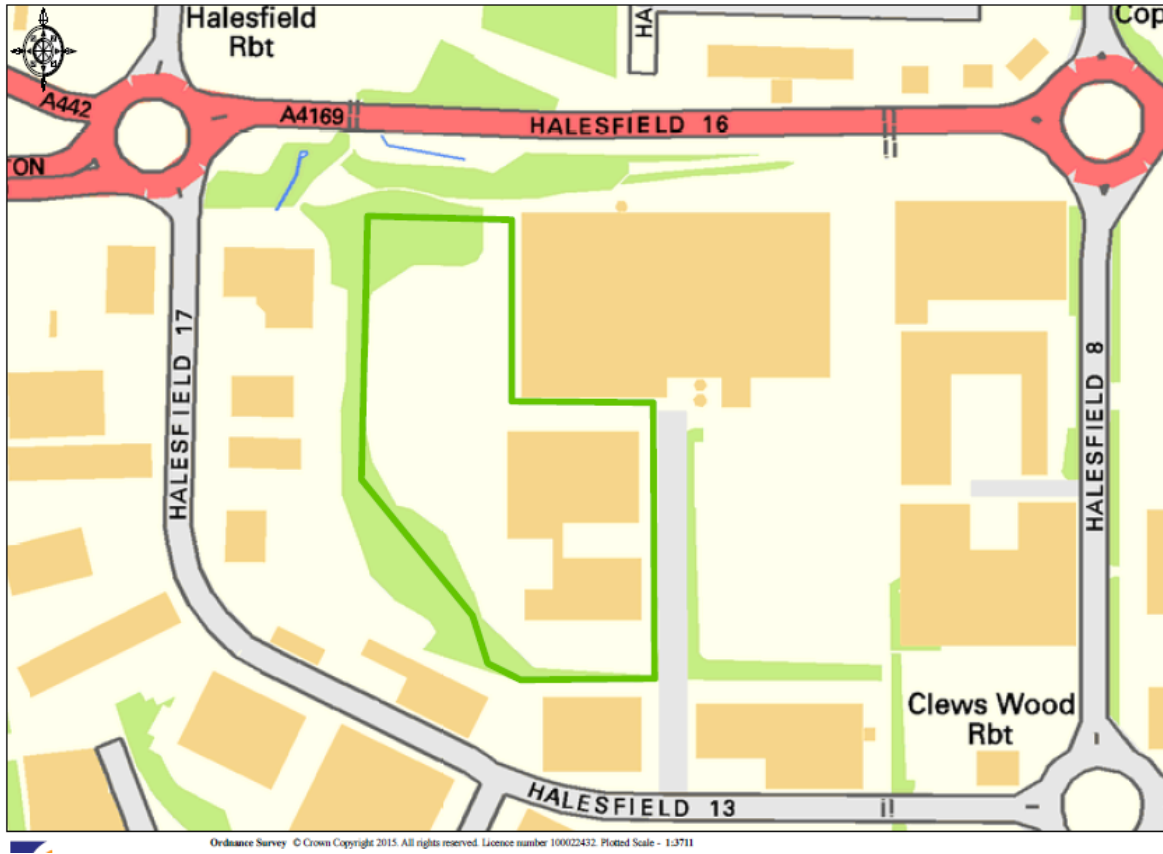 Halesfield
Rbt
HA
Cop
A442
A4169
HALESFIELD 16
TON
HALESFIELD 17
HALESFIELD 8
Clews Wood
Rbt
HALESFIELD 13
Ordnance Survey © Crown Copyright 2015. All rights reserved. Licence number 100022432. Plotted Scale - 1:3711